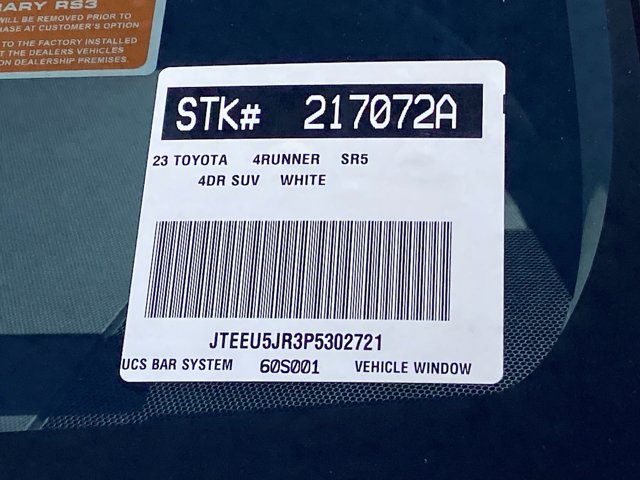 ARY RS3
WILL BE REMOVED PRIOR TO
HASE AT CUSTOMER'S OPTION
TO THE FACTORY INSTALLED
T THE DEALERS VEHICLES
ON DEALERSHIP PREMISES.
STK# 217072A
23 TOYOTA 4RUNNER SR5
4DR SUV WHITE
JTEEU5JR3P5302721
UCS BAR SYSTEM 60S001 VEHICLE WINDOW